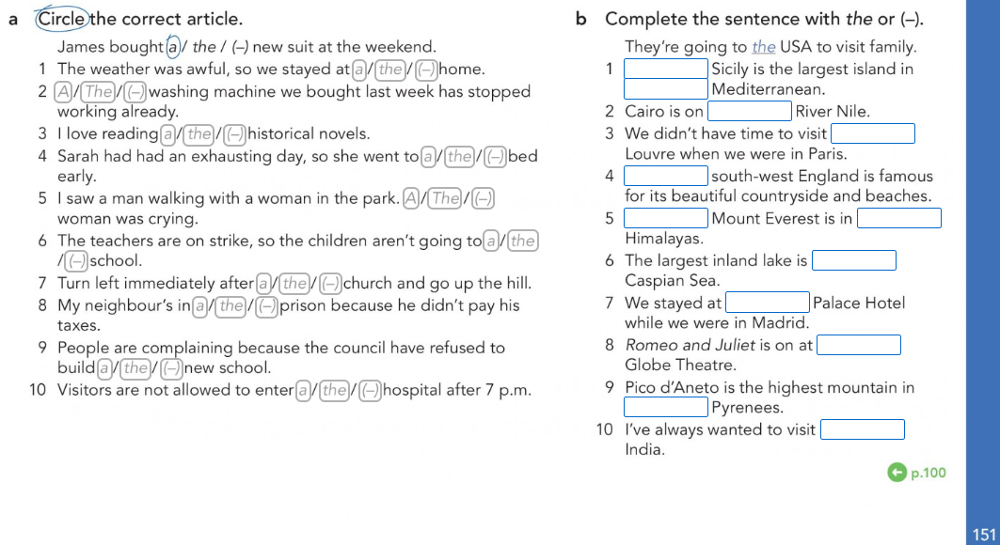 a Circle the correct article.
James bought a / the / (–) new suit at the weekend.
1 The weather was awful, so we stayed at a / the / (–) home.
2 A / The / (–) washing machine we bought last week has stopped
working already.
3 I love reading a / the / (–) historical novels.
4 Sarah had had an exhausting day, so she went to a / the / (–) bed
early.
5 I saw a man walking with a woman in the park. A / The / (–)
woman was crying.
6 The teachers are on strike, so the children aren't going to a / the
/ (–) school.
7 Turn left immediately after a / the / (–) church and go up the hill.
8 My neighbour's in a / the / (–) prison because he didn't pay his
taxes.
9 People are complaining because the council have refused to
build a / the / (–) new school.
10 Visitors are not allowed to enter a / the / (–) hospital after 7 p.m.
b Complete the sentence with the or (–).
They're going to the USA to visit family.
1 Sicily is the largest island in
Mediterranean.
2 Cairo is on River Nile.
3 We didn't have time to visit
Louvre when we were in Paris.
4 south-west England is famous
for its beautiful countryside and beaches.
5 Mount Everest is in
Himalayas.
6 The largest inland lake is
Caspian Sea.
7 We stayed at Palace Hotel
while we were in Madrid.
8 Romeo and Juliet is on at
Globe Theatre.
9 Pico d'Aneto is the highest mountain in
Pyrenees.
10 I've always wanted to visit
India.
p.100
151